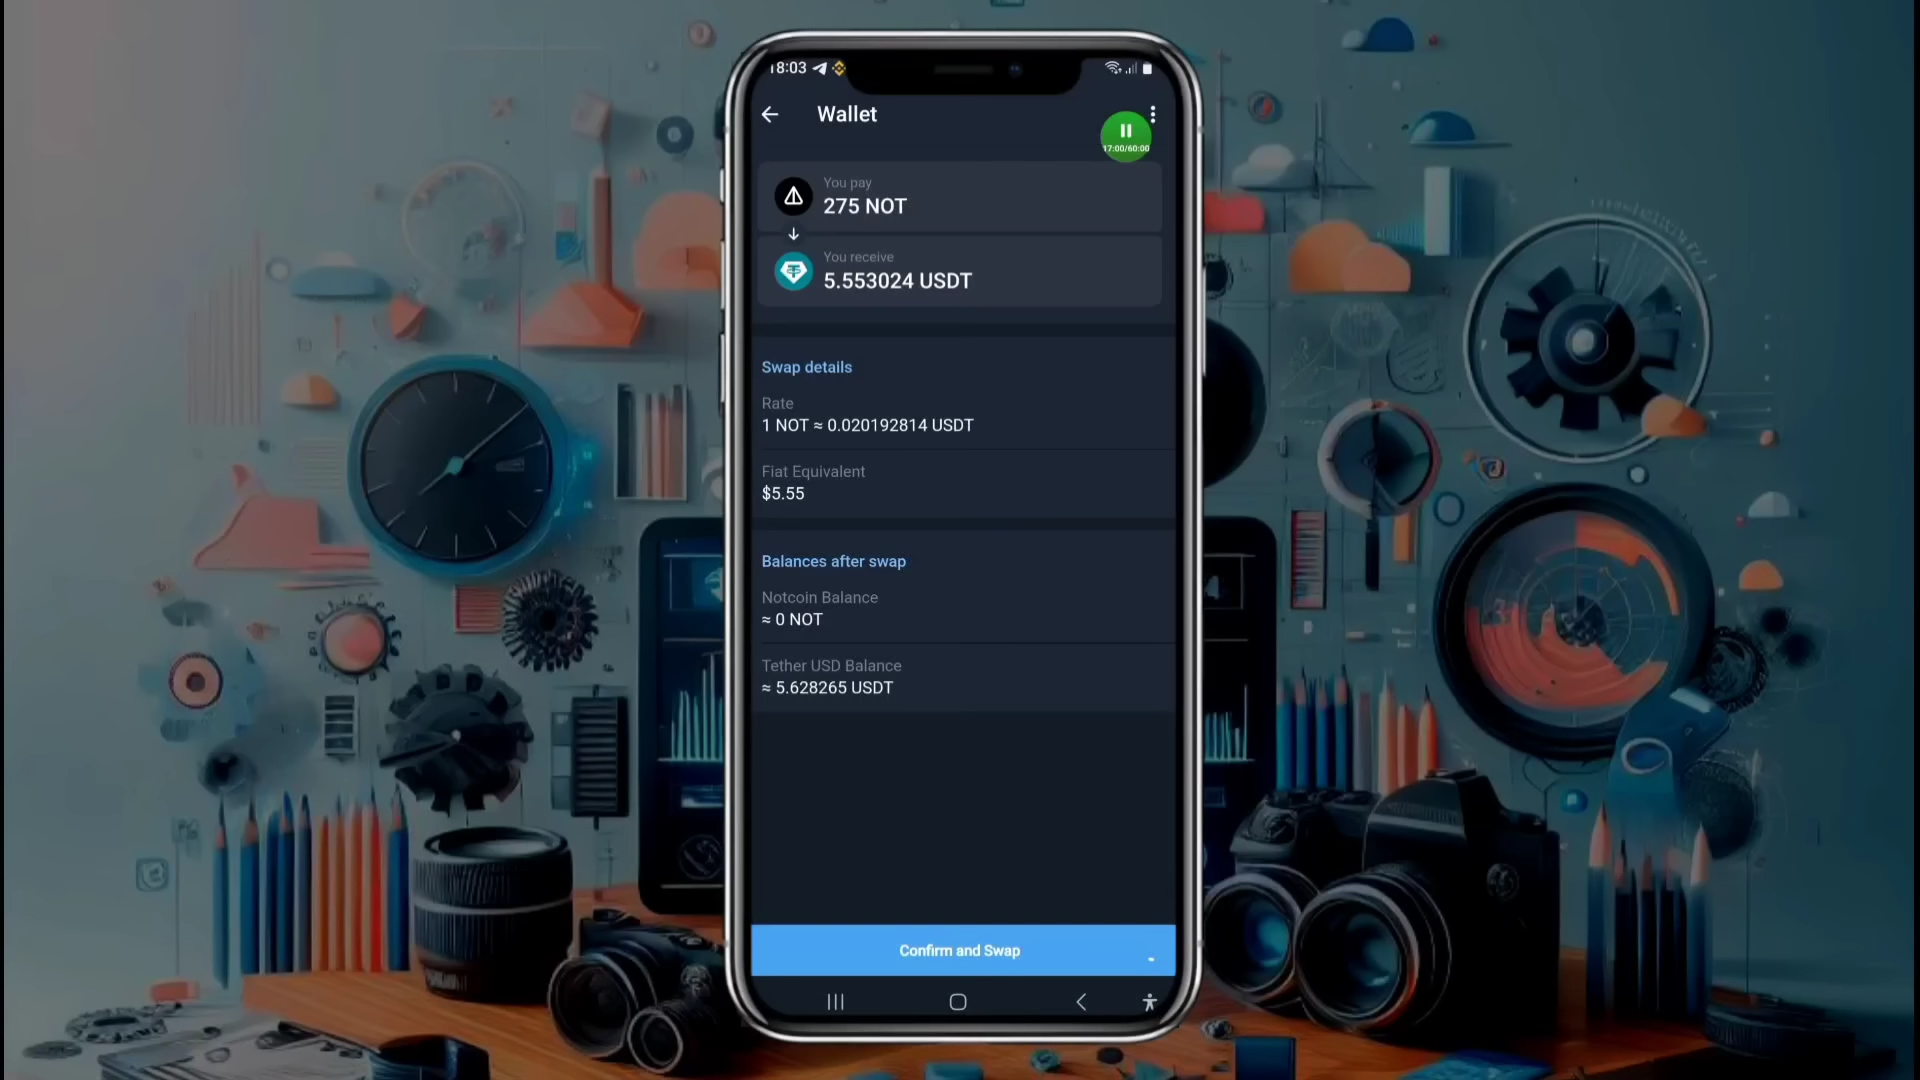 18:03
Wallet
17:00/60:00
You pay
275 NOT
You receive
5.553024 USDT
Swap details
Rate
1 NOT ≈ 0.020192814 USDT
Fiat Equivalent
$5.55
Balances after swap
Notcoin Balance
≈ 0 NOT
Tether USD Balance
≈ 5.628265 USDT
Confirm and Swap